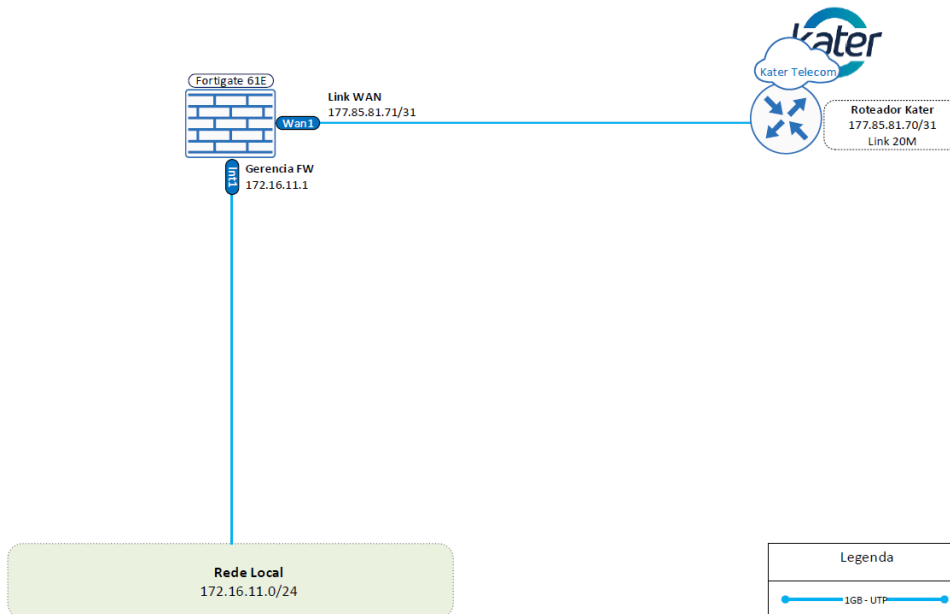 kater
Kater Telecom
Fortigate 61E
Link WAN
177.85.81.71/31
Wan1
Roteador Kater
177.85.81.70/31
Link 20M
Int1
Gerencia FW
172.16.11.1
Rede Local
172.16.11.0/24
Legenda
1GB - UTP